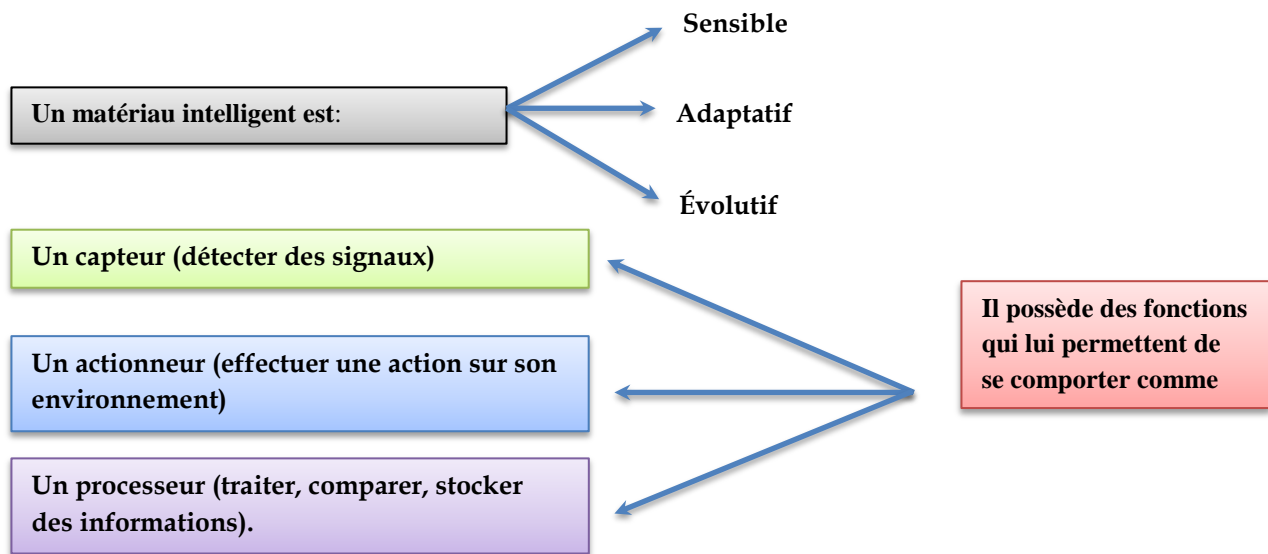 Sensible
Un matériau intelligent est:
Adaptatif
Évolutif
Un capteur (détecter des signaux)
Il possède des fonctions
qui lui permettent de
se comporter comme
Un actionneur (effectuer une action sur son
environnement)
Un processeur (traiter, comparer, stocker
des informations).